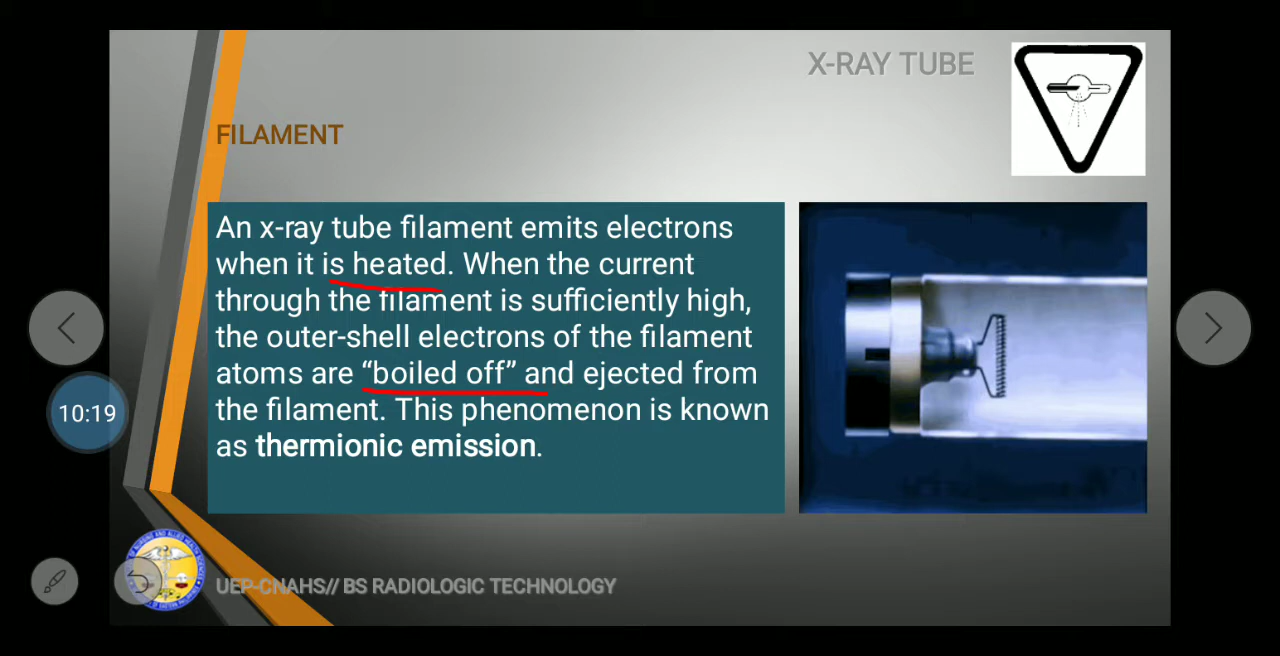 X-RAY TUBE
FILAMENT
An x-ray tube filament emits electrons
when it is heated. When the current
through the filament is sufficiently high,
the outer-shell electrons of the filament
atoms are “boiled off” and ejected from
the filament. This phenomenon is known
as thermionic emission.
10:19
UEP-CNAHS// BS RADIOLOGIC TECHNOLOGY